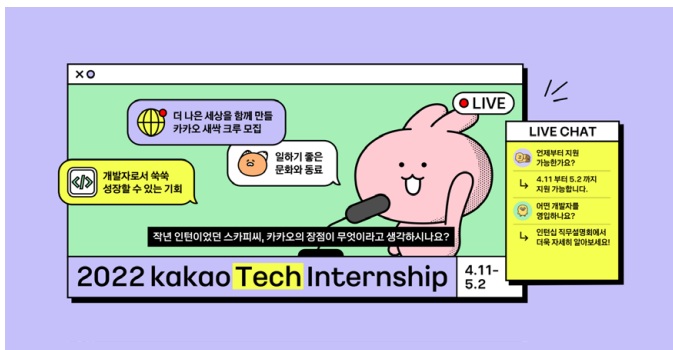 LIVE
더 나은 세상을 함께 만들
카카오 새싹 크루 모집
일하기 좋은
문화와 동료
개발자로서 쑥쑥
성장할 수 있는 기회
</>
작년 인턴이었던 스카피씨, 카카오의 장점이 무엇이라고 생각하시나요?
2022 kakao Tech Internship
4.11-
5.2
LIVE CHAT
언제부터 지원
가능한가요?
4.11 부터 5.2 까지
지원 가능합니다.
어떤 개발자를
영입하나요?
인턴십 직무설명회에서
더욱 자세히 알아보세요!